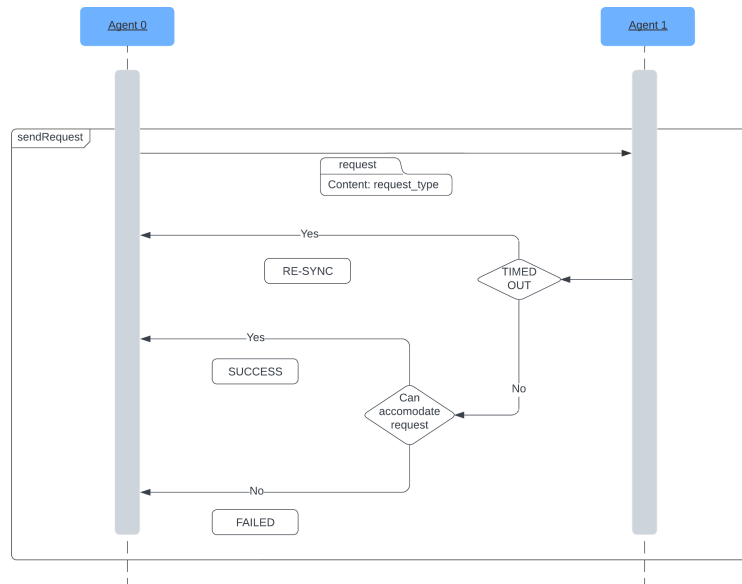 Agent 0
Agent 1
sendRequest
request
Content: request_type
Yes
RE-SYNC
TIMED
OUT
Yes
SUCCESS
No
Can
accomodate
request
No
FAILED